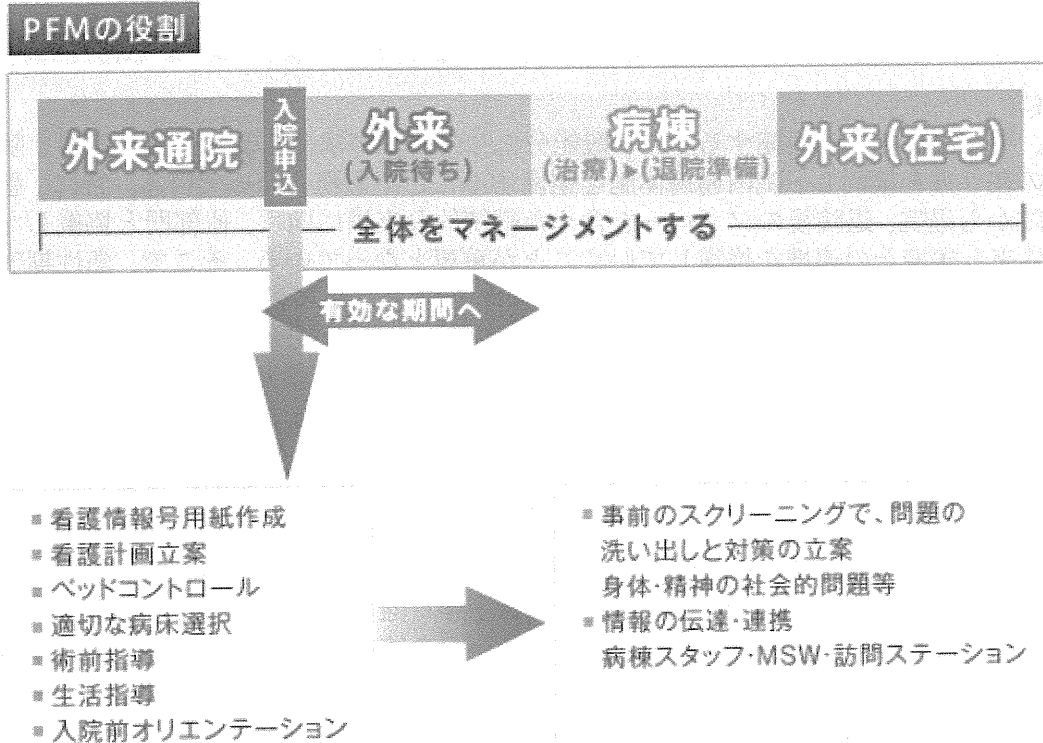 PFMの役割
外来通院
入院申込
外来
(入院待ち)
病棟
(治療)▶(退院準備)
外来(在宅)
全体をマネージメントする
有効な期間へ
▪看護情報号用紙作成
▪看護計画立案
▪ベッドコントロール
▪適切な病床選択
▪術前指導
▪生活指導
▪入院前オリエンテーション
▪事前のスクリーニングで、問題の
洗い出しと対策の立案
身体・精神の社会的問題等
▪情報の伝達・連携
病棟スタッフ・MSW・訪問ステーション